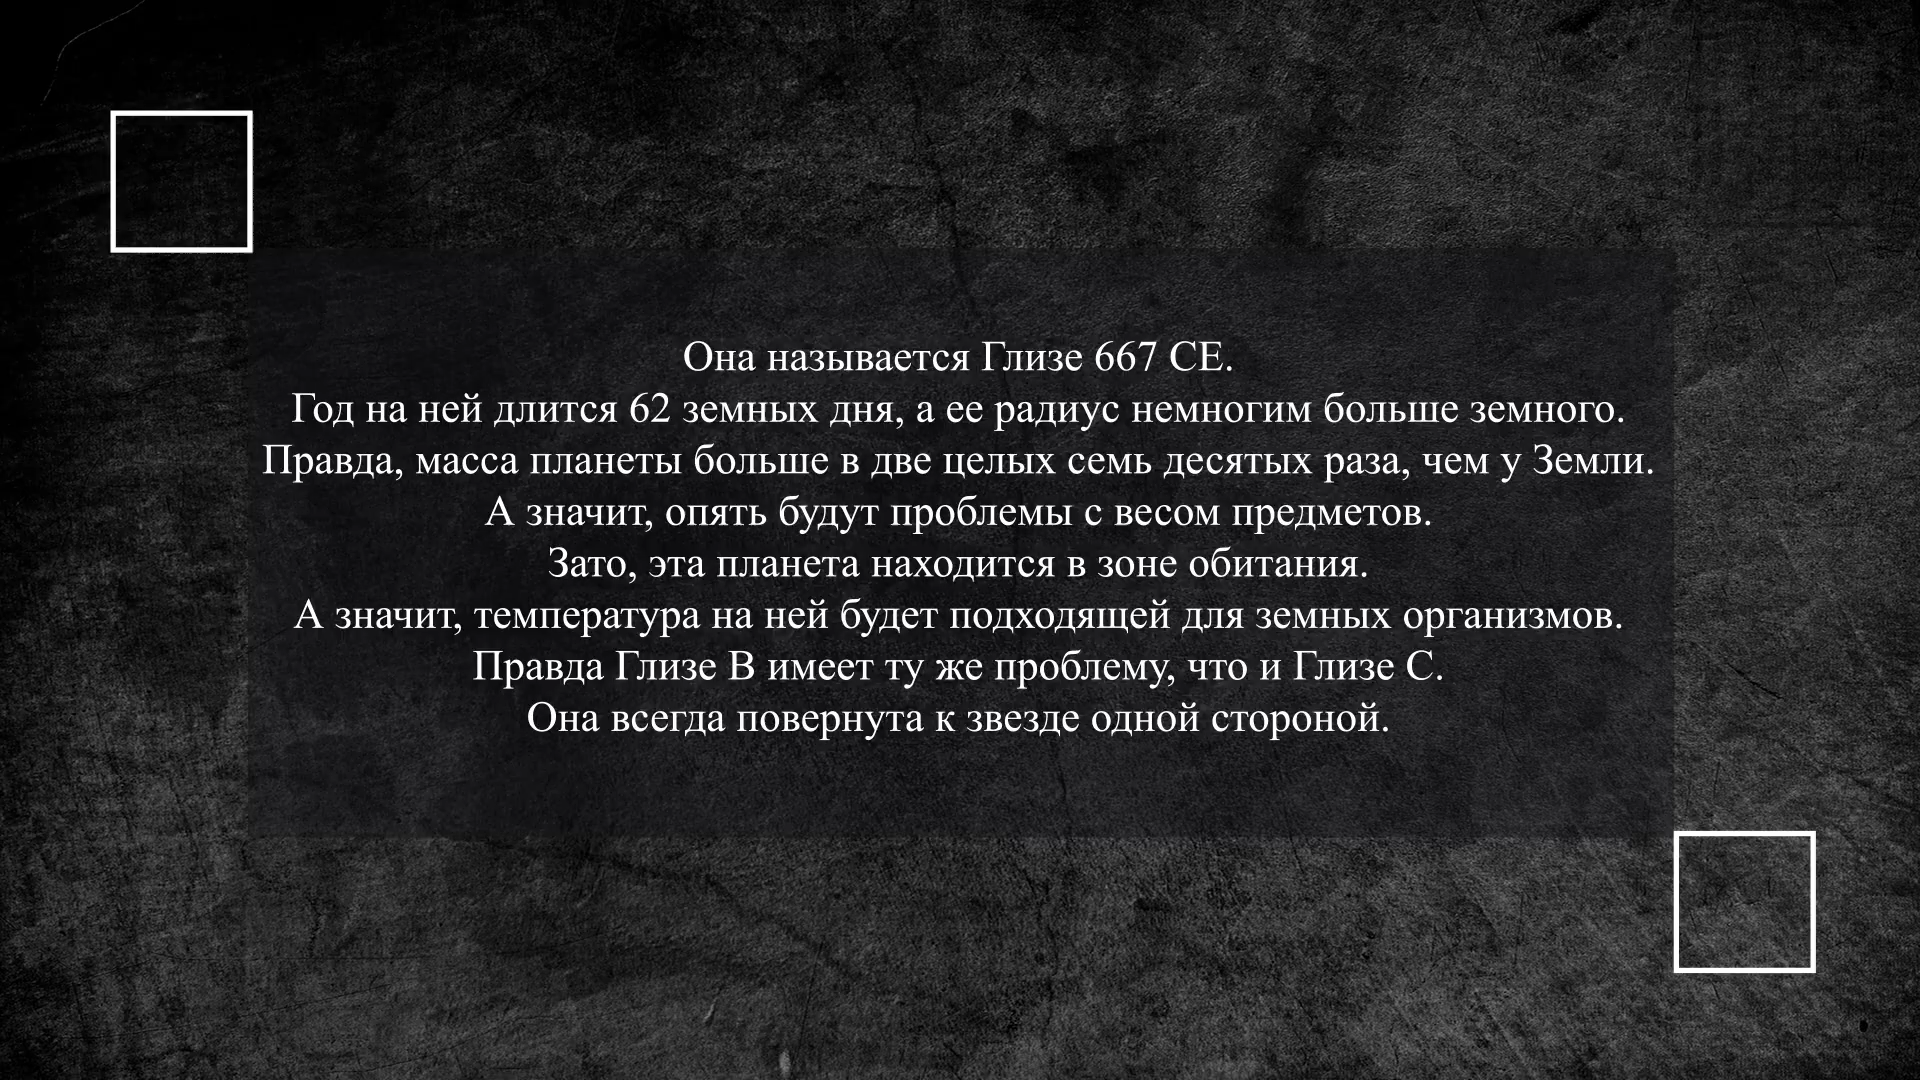 Она называется Глизе 667 CE.
Год на ней длится 62 земных дня, а ее радиус немногим больше земного.
Правда, масса планеты больше в две целых семь десятых раза, чем у Земли.
А значит, опять будут проблемы с весом предметов.
Зато, эта планета находится в зоне обитания.
А значит, температура на ней будет подходящей для земных организмов.
Правда Глизе B имеет ту же проблему, что и Глизе C.
Она всегда повернута к звезде одной стороной.